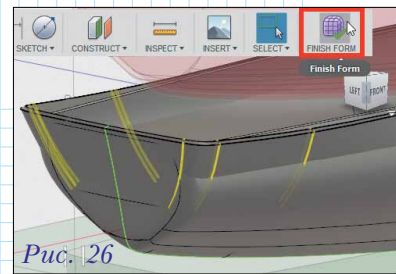 SKETCH ▾ CONSTRUCT ▾ INSPECT ▾ INSERT ▾ SELECT ▾ FINISH FORM ▾
Finish Form
LEFT FRONT
Рис. 26